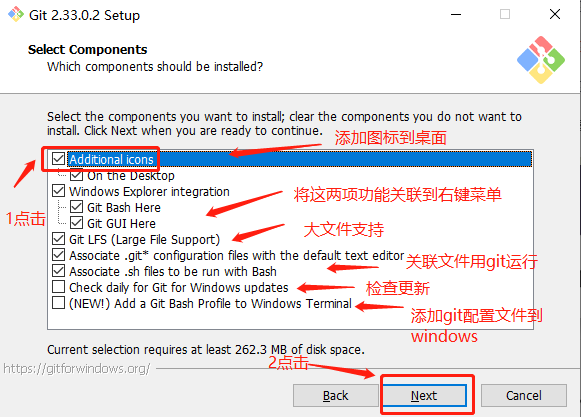 Git 2.33.0.2 Setup
Select Components
Which components should be installed?
Select the components you want to install; clear the components you do not want to
install. Click Next when you are ready to continue.
添加图标到桌面
Additional icons
On the Desktop
1点击
Windows Explorer integration
将这两项功能关联到右键菜单
Git Bash Here
Git GUI Here
大文件支持
Git LFS (Large File Support)
Associate .git* configuration files with the default text editor
关联文件用git运行
Associate .sh files to be run with Bash
Check daily for Git for Windows updates
检查更新
(NEW!) Add a Git Bash Profile to Windows Terminal
添加git配置文件到
windows
Current selection requires at least 262.3 MB of disk space.
2点击
https://gitforwindows.org/
Back
Next
Cancel